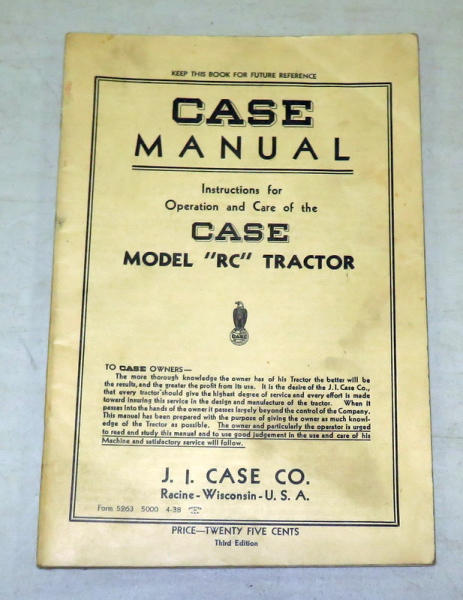 KEEP THIS BOOK FOR FUTURE REFERENCE
CASE
MANUAL
Instructions for
Operation and Care of the
CASE
MODEL "RC" TRACTOR
CASE
TO CASE OWNERS—
The more thorough knowledge the owner has of his Tractor the better will be
the results, and the greater the profit from its use. It is the desire of the J. I. Case Co.,
that every tractor should give the highest degree of service and every effort is made
toward insuring this service in the design and manufacture of the tractor. When it
passes into the hands of the owner it passes largely beyond the control of the Company.
This manual has been prepared with the purpose of giving the owner as much knowl-
edge of the Tractor as possible. The owner and particularly the operator is urged
to read and study this manual and to use good judgement in the use and care of his
Machine and satisfactory service will follow.
J. I. CASE CO.
Racine - Wisconsin - U. S. A.
Form 5263 5000 4-38
PRICE—TWENTY FIVE CENTS
Third Edition